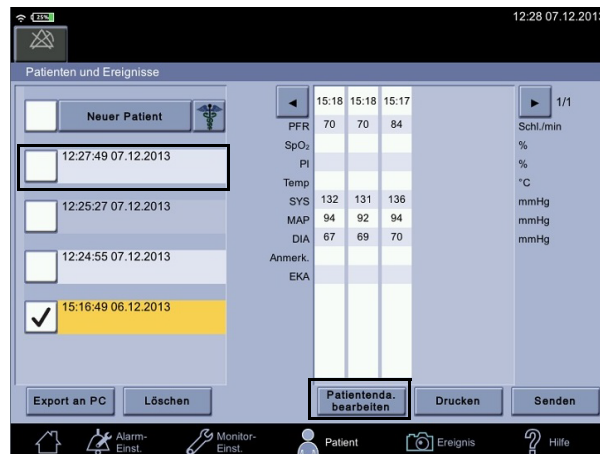 25%
12:28 07.12.2013
Patienten und Ereignisse
Neuer Patient
12:27:49 07.12.2013
12:25:27 07.12.2013
12:24:55 07.12.2013
15:16:49 06.12.2013
15:18 15:18 15:17 1/1
PFR 70 70 84 Schl./min
SpO₂ %
PI %
Temp °C
SYS 132 131 136 mmHg
MAP 94 92 94 mmHg
DIA 67 69 70 mmHg
Anmerk.
EKA
Export an PC
Löschen
Patientenda.
bearbeiten
Drucken
Senden
Alarm-
Einst.
Monitor-
Einst.
Patient
Ereignis
Hilfe